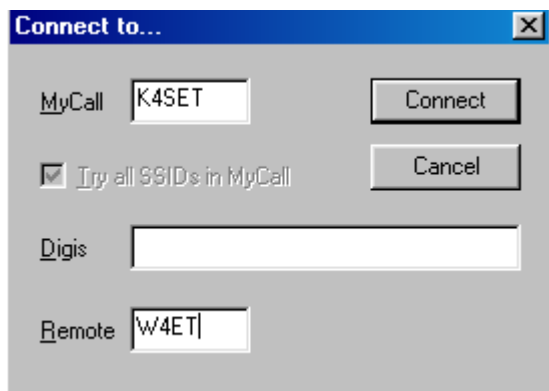 Connect to...
MyCall K4SET Connect
Try all SSIDs in MyCall Cancel
Digis
Remote W4ET